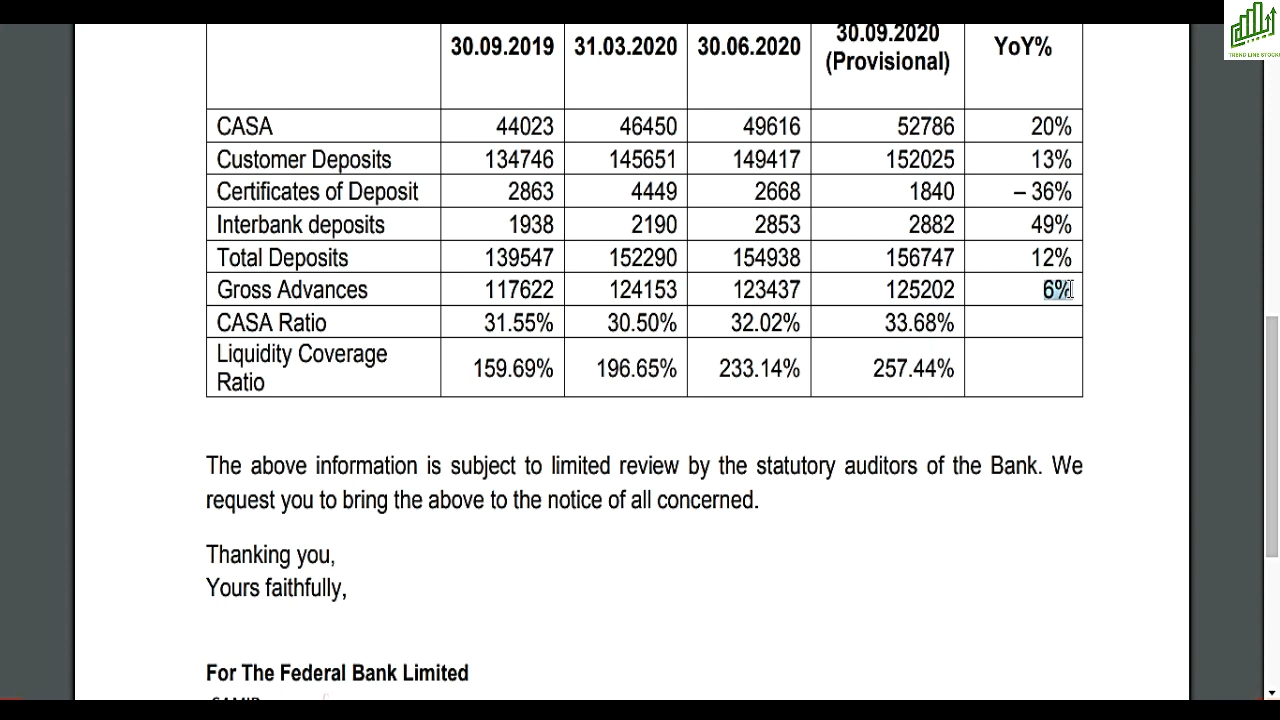 TREND LINE STOCK
30.09.2019 31.03.2020 30.06.2020 30.09.2020 (Provisional) YoY%
CASA 44023 46450 49616 52786 20%
Customer Deposits 134746 145651 149417 152025 13%
Certificates of Deposit 2863 4449 2668 1840 – 36%
Interbank deposits 1938 2190 2853 2882 49%
Total Deposits 139547 152290 154938 156747 12%
Gross Advances 117622 124153 123437 125202 6%
CASA Ratio 31.55% 30.50% 32.02% 33.68%
Liquidity Coverage Ratio 159.69% 196.65% 233.14% 257.44%
The above information is subject to limited review by the statutory auditors of the Bank. We
request you to bring the above to the notice of all concerned.
Thanking you,
Yours faithfully,
For The Federal Bank Limited